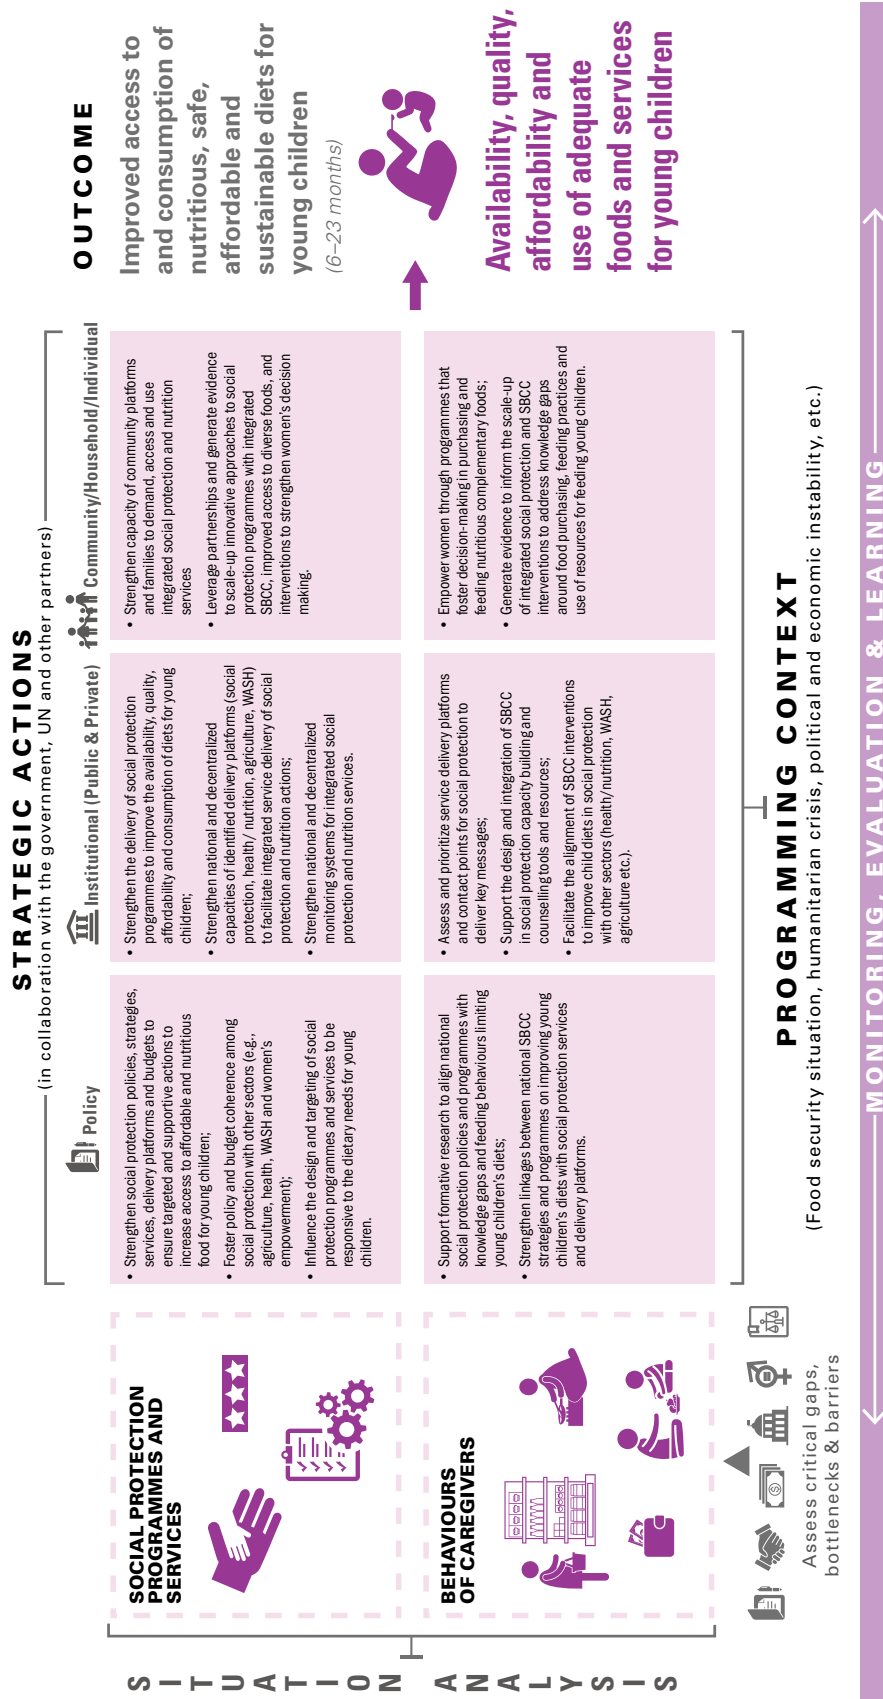 STRATEGIC ACTIONS
(in collaboration with the government, UN and other partners)
Policy
Institutional (Public & Private)
Community/Household/Individual
OUTCOME
SITUATION ANALYSIS
SOCIAL PROTECTION
PROGRAMMES AND
SERVICES
• Strengthen social protection policies, strategies,
services, delivery platforms and budgets to
ensure targeted and supportive actions to
increase access to affordable and nutritious
food for young children;
• Foster policy and budget coherence among
social protection with other sectors (e.g.,
agriculture, health, WASH and women's
empowerment);
• Influence the design and targeting of social
protection programmes and services to be
responsive to the dietary needs for young
children.
• Strengthen the delivery of social protection
programmes to improve the availability, quality,
affordability and consumption of diets for young
children;
• Strengthen national and decentralized
capacities of identified delivery platforms (social
protection, health/ nutrition, agriculture, WASH)
to facilitate integrated service delivery of social
protection and nutrition actions;
• Strengthen national and decentralized
monitoring systems for integrated social
protection and nutrition services.
• Strengthen capacity of community platforms
and families to demand, access and use
integrated social protection and nutrition
services
• Leverage partnerships and generate evidence
to scale-up innovative approaches to social
protection programmes with integrated
SBCC, improved access to diverse foods, and
interventions to strengthen women's decision
making.
Improved access to
and consumption of
nutritious, safe,
affordable and
sustainable diets for
young children
(6–23 months)
BEHAVIOURS
OF CAREGIVERS
• Support formative research to align national
social protection policies and programmes with
knowledge gaps and feeding behaviours limiting
young children's diets;
• Strengthen linkages between national SBCC
strategies and programmes on improving young
children's diets with social protection services
and delivery platforms.
• Assess and prioritize service delivery platforms
and contact points for social protection to
deliver key messages;
• Support the design and integration of SBCC
in social protection capacity building and
counselling tools and resources;
• Facilitate the alignment of SBCC interventions
to improve child diets in social protection
with other sectors (health/nutrition, WASH,
agriculture etc.).
• Empower women through programmes that
foster decision-making in purchasing and
feeding nutritious complementary foods;
• Generate evidence to inform the scale-up
of integrated social protection and SBCC
interventions to address knowledge gaps
around food purchasing, feeding practices and
use of resources for feeding young children.
Availability, quality,
affordability and
use of adequate
foods and services
for young children
Assess critical gaps,
bottlenecks & barriers
PROGRAMMING CONTEXT
(Food security situation, humanitarian crisis, political and economic instability, etc.)
MONITORING, EVALUATION & LEARNING